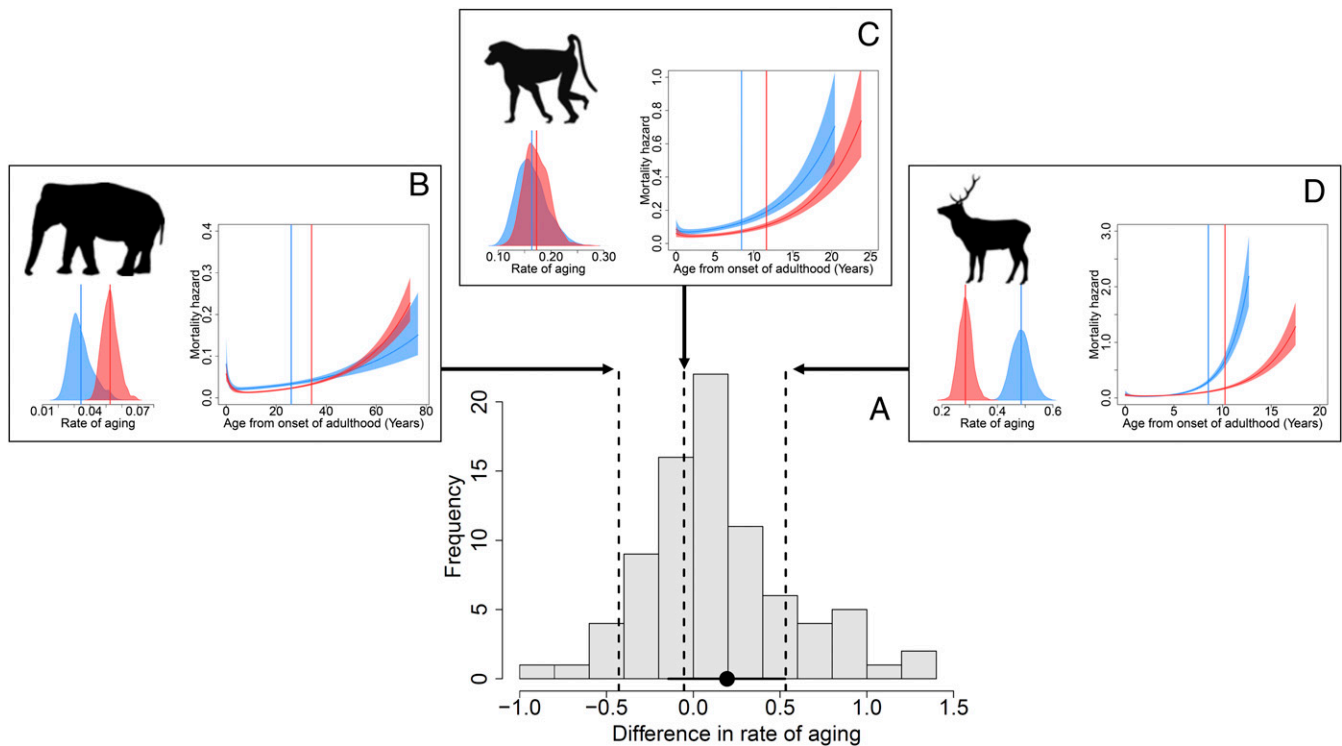 C
Mortality hazard
0.0 0.2 0.4 0.6 0.8 1.0
0.10 0.20 0.30
Rate of aging
0 5 10 15 20 25
Age from onset of adulthood (Years)
B
Mortality hazard
0.0 0.1 0.2 0.3 0.4
0.01 0.04 0.07
Rate of aging
0 20 40 60 80
Age from onset of adulthood (Years)
D
Mortality hazard
0.0 1.0 2.0 3.0
0.2 0.4 0.6
Rate of aging
0 5 10 15 20
Age from onset of adulthood (Years)
A
Frequency
0 5 10 15 20
−1.0 −0.5 0.0 0.5 1.0 1.5
Difference in rate of aging